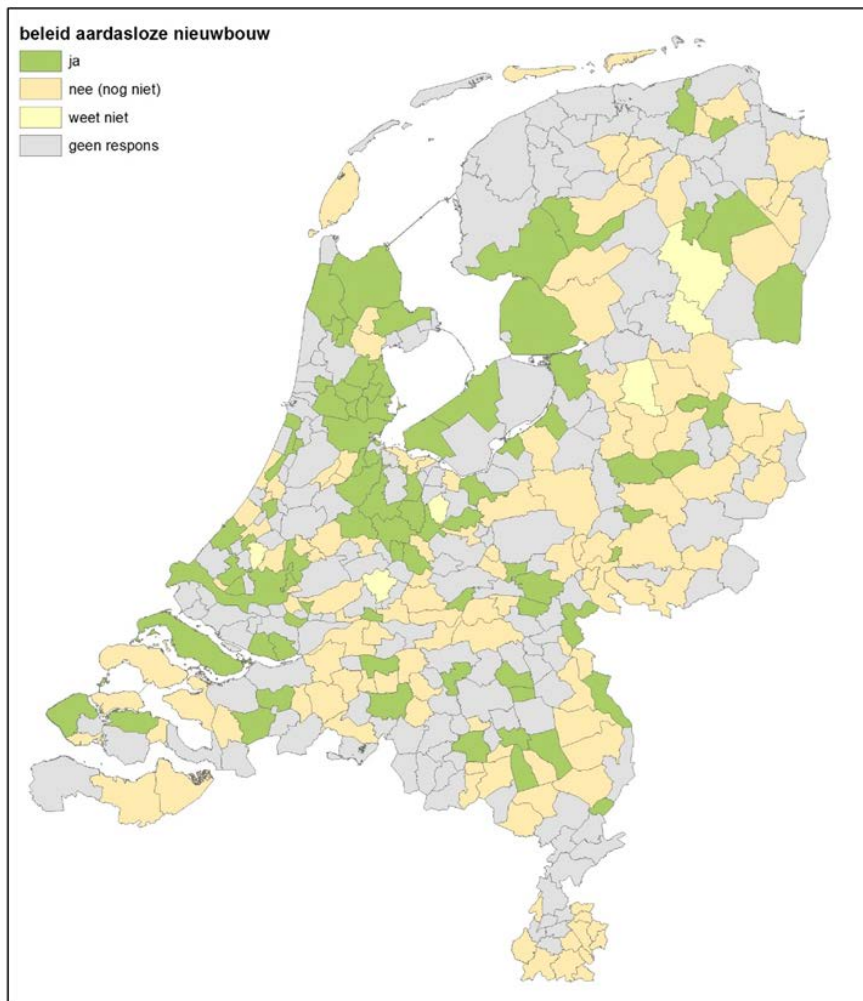 beleid aardasloze nieuwbouw
ja
nee (nog niet)
weet niet
geen respons